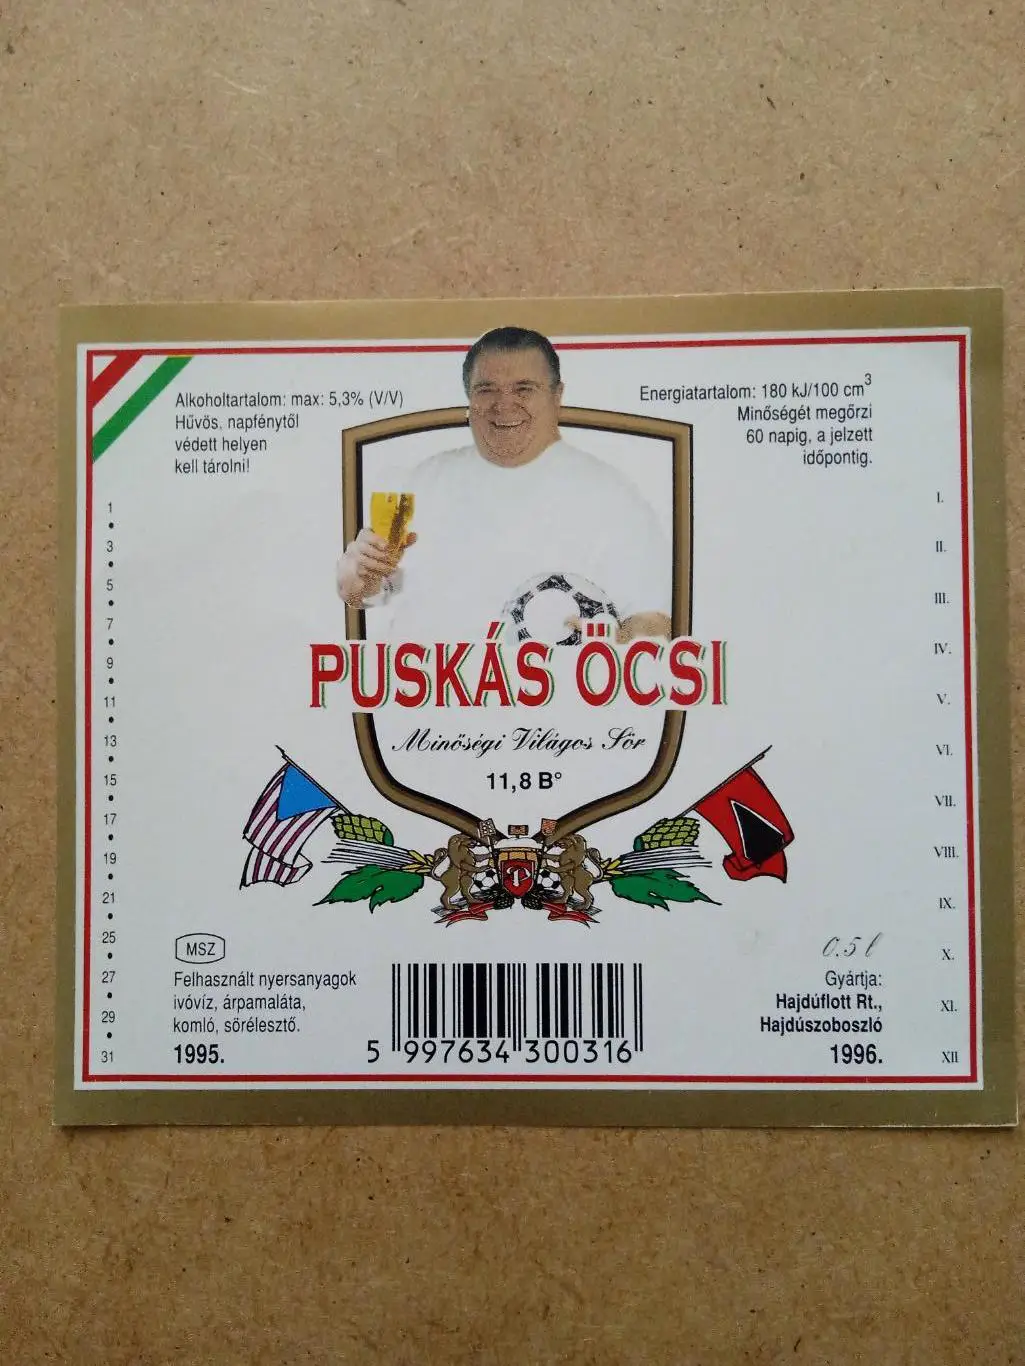 Alkoholtartalom: max: 5,3% (V/V)
Hűvös, napfénytől
védett helyen
kell tárolni!
Energiatartalom: 180 kJ/100 cm³
Minőségét megőrzi
60 napig, a jelzett
időpontig.
1
3
5
7
9
11
13
15
17
19
21
25
27
29
31
I.
II.
III.
IV.
V.
VI.
VII.
VIII.
IX.
X.
XI.
XII
PUSKÁS ÖCSI
Minőségi Világos Sör
11,8 B°
P
MSZ
Felhasznált nyersanyagok
ivóvíz, árpamaláta,
komló, sörélesztő.
1995.
5 997634 300316
0.5 l
Gyártja:
Hajdúflott Rt.,
Hajdúszoboszló
1996.